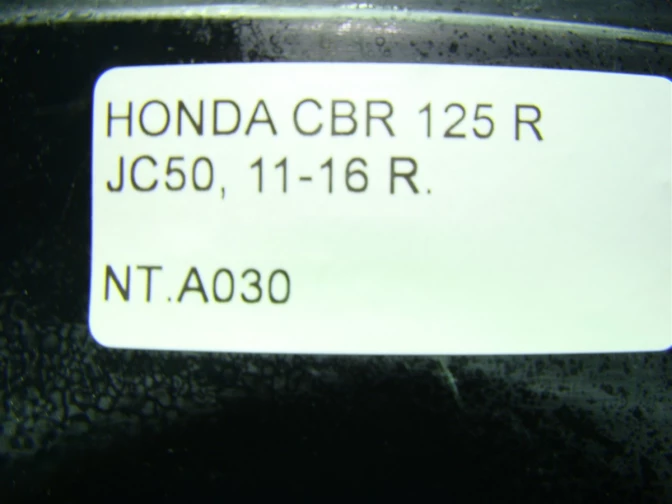 HONDA CBR 125 R
JC50, 11-16 R.
NT.A030